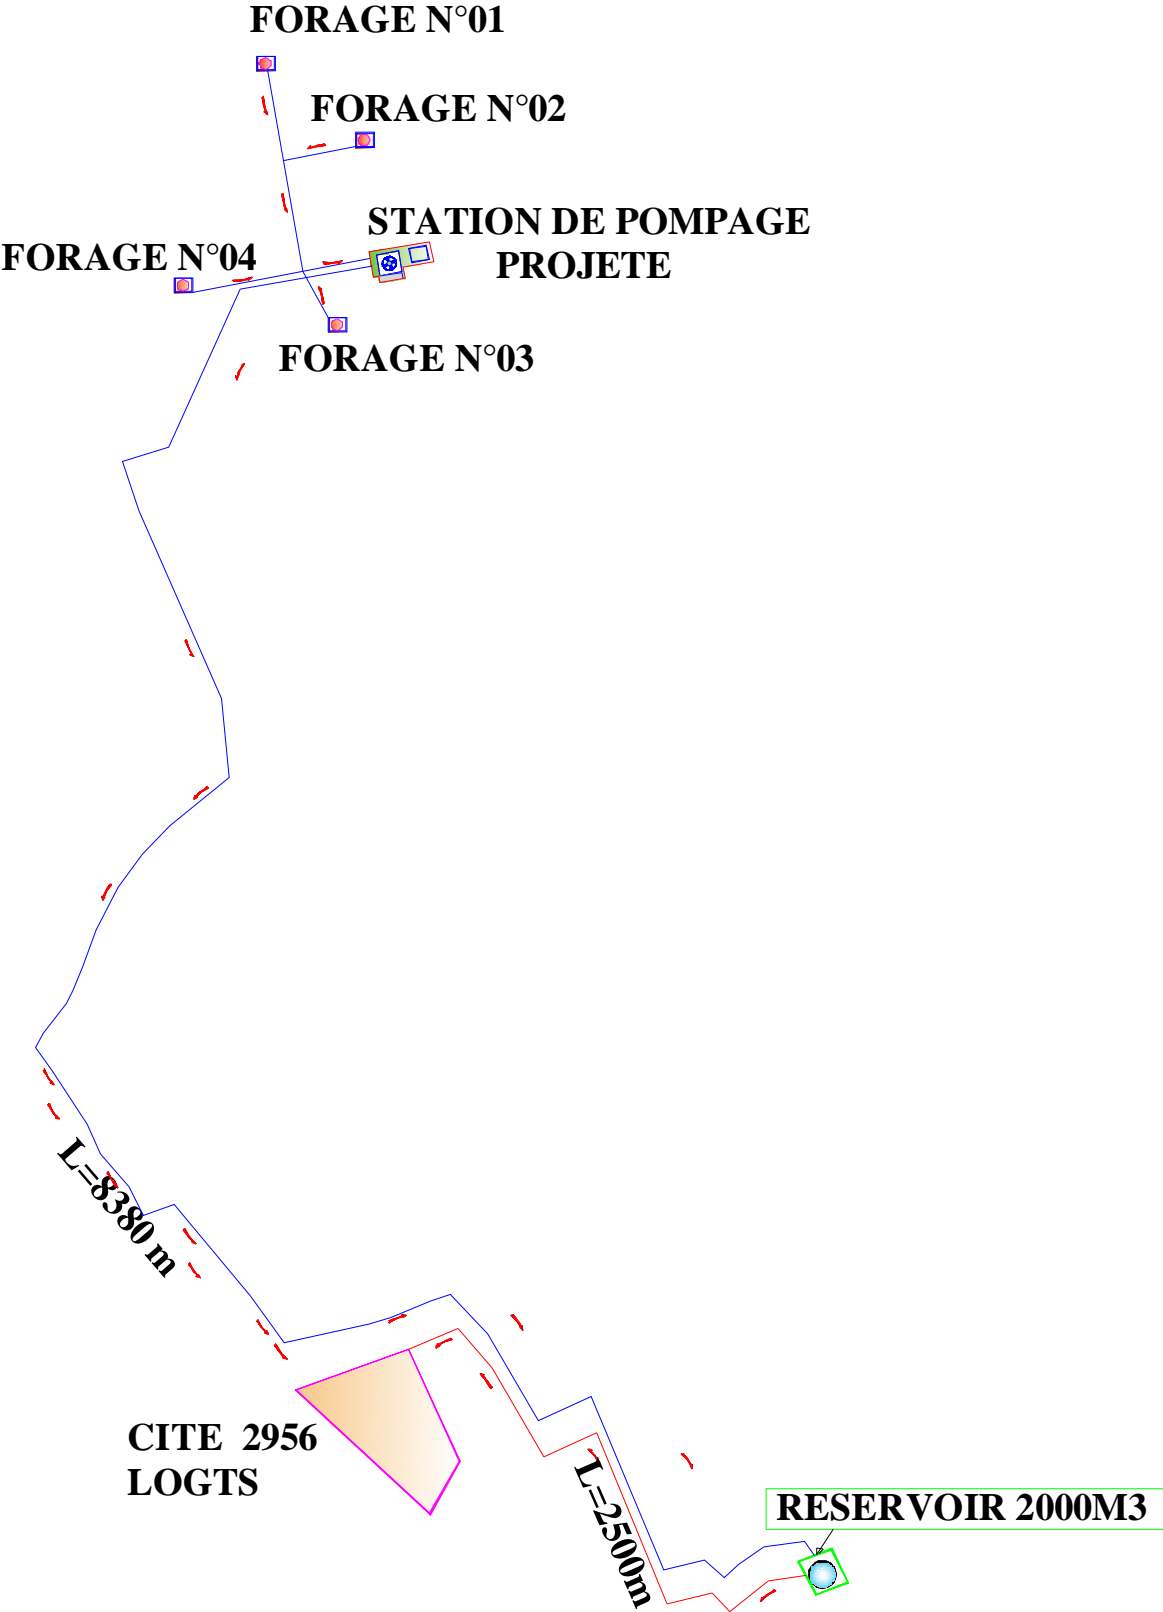 FORAGE N°01
FORAGE N°02
STATION DE POMPAGE
PROJETE
FORAGE N°04
FORAGE N°03
L=8380 m
CITE 2956
LOGTS
L=2500m
RESERVOIR 2000M3